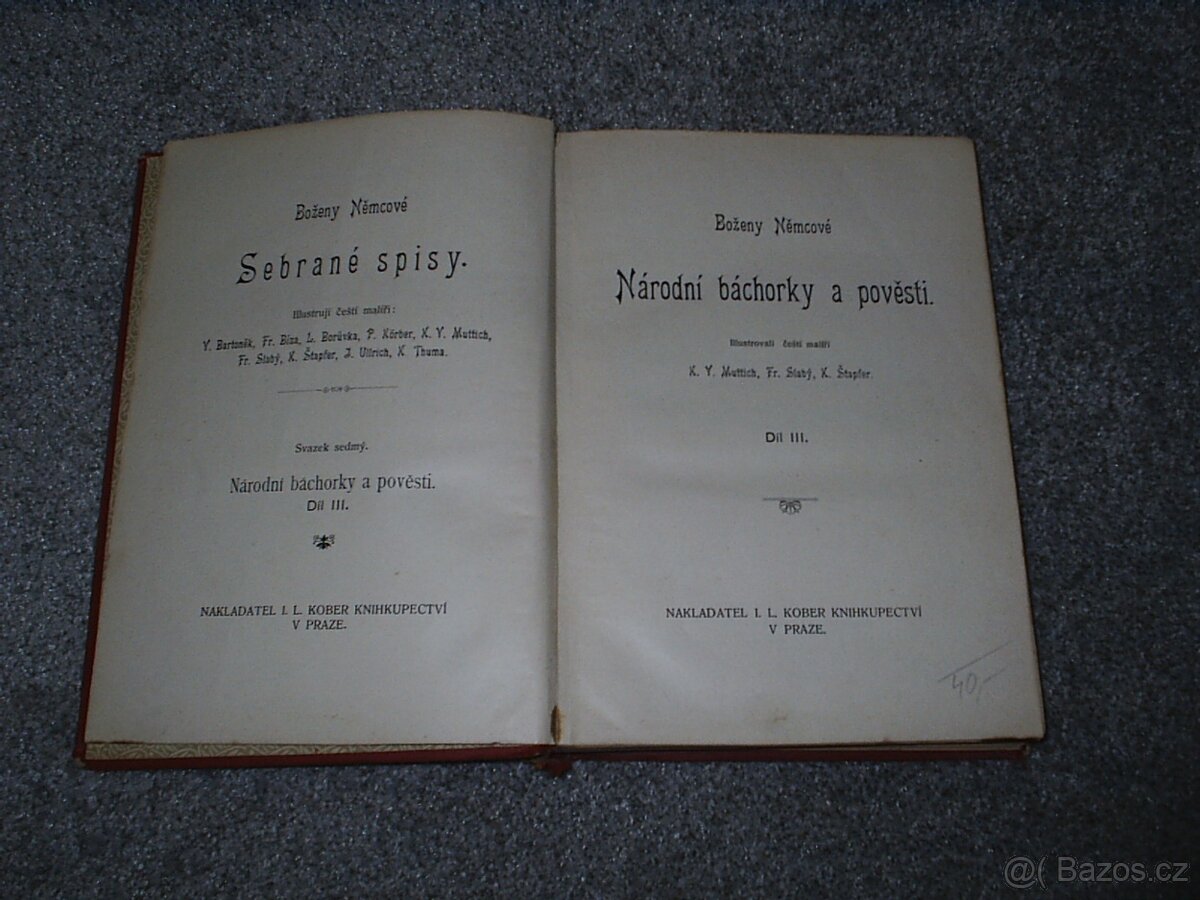 Boženy Němcové
Sebrané spisy.
Illustrují čeští malíři:
V. Bartoněk, Fr. Bíza, L. Borůvka, P. Körber, K. V. Muttich,
Fr. Slabý, K. Štapfer, J. Ullrich, K. Thuma.
Svazek sedmý.
Národní báchorky a pověsti.
Díl III.
NAKLADATEL I. L. KOBER KNIHKUPECTVÍ
V PRAZE.
Boženy Němcové
Národní báchorky a pověsti.
Illustrovali čeští malíři
K. V. Muttich, Fr. Slabý, K. Štapfer.
Díl III.
NAKLADATEL I. L. KOBER KNIHKUPECTVÍ
V PRAZE.
40,-
@( Bazos.cz